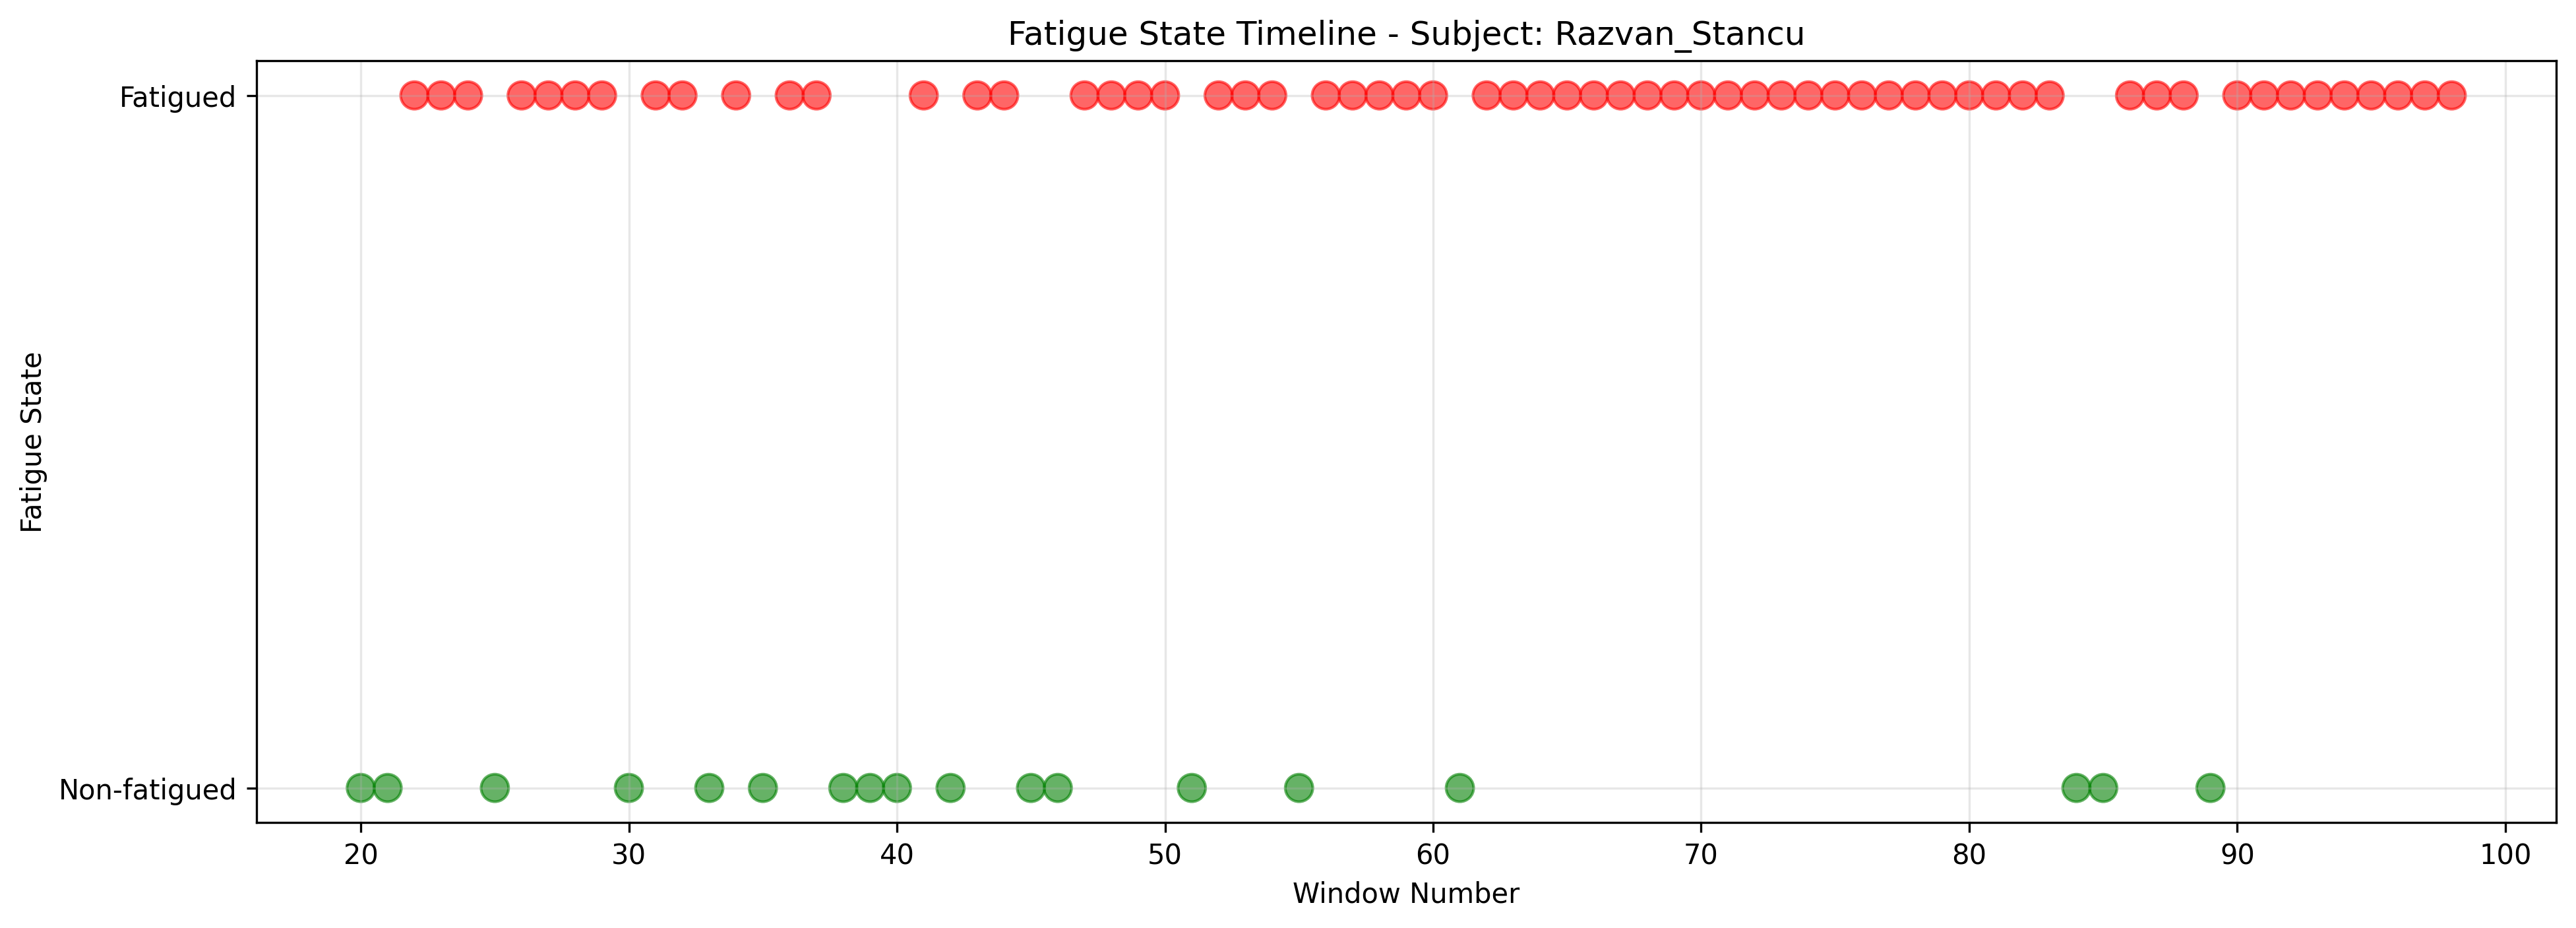 Fatigue State Timeline - Subject: Razvan_Stancu
Fatigued
Fatigue State
Non-fatigued
20 30 40 50 60 70 80 90 100
Window Number